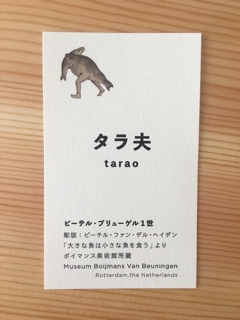 タラ夫
tarao
ピーテル・ブリューゲル1世
彫版：ピーテル・ファン・デル・ヘイデン
「大きな魚は小さな魚を食う」より
ボイマンス美術館所蔵
Museum Boijmans Van Beuningen
Rotterdam,the Netherlands